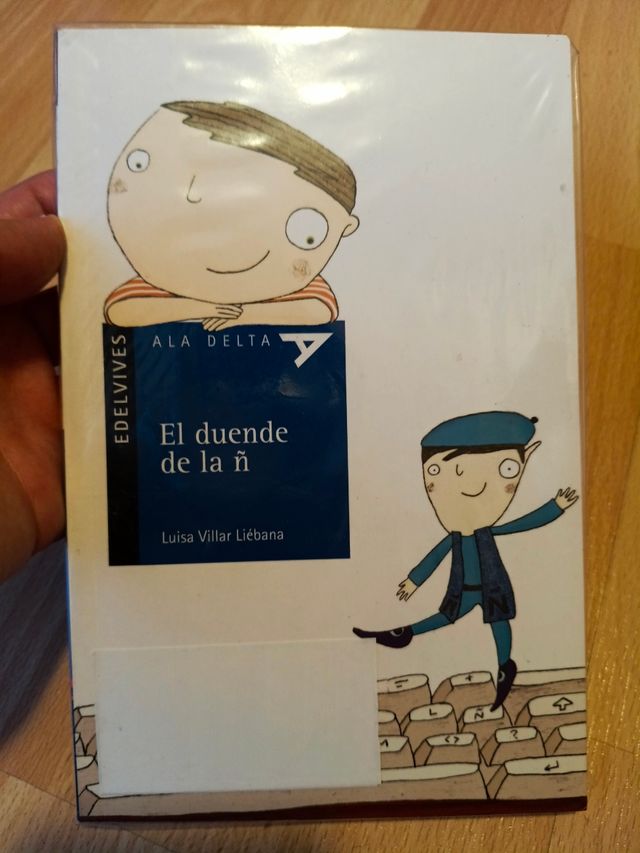 ALA DELTA
EDELVIVES
El duende
de la ñ
Luisa Villar Liébana
L
Ñ
?